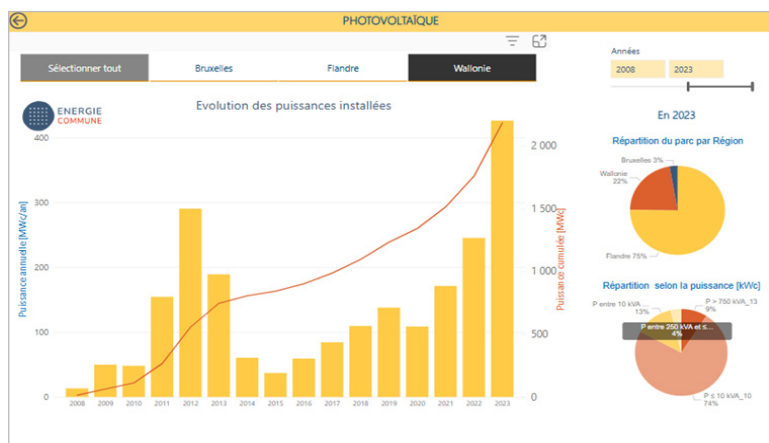 PHOTOVOLTAÏQUE
Sélectionner tout
Bruxelles
Flandre
Wallonie
Années
2008
2023
ENERGIE
COMMUNE
Evolution des puissances installées
Puissance annuelle [MWc/an]
400
300
200
100
0
2008
2009
2010
2011
2012
2013
2014
2015
2016
2017
2018
2019
2020
2021
2022
2023
2 000
1 500
1 000
500
0
Puissance cumulée [MWc]
En 2023
Répartition du parc par Région
Bruxelles 3%
Wallonie
22%
Flandre 75%
Répartition selon la puissance [kWc]
P entre 10 kVA ...
13%
P > 750 kVA_13
9%
P entre 250 kVA et ≤...
4%
P ≤ 10 kVA_10
74%